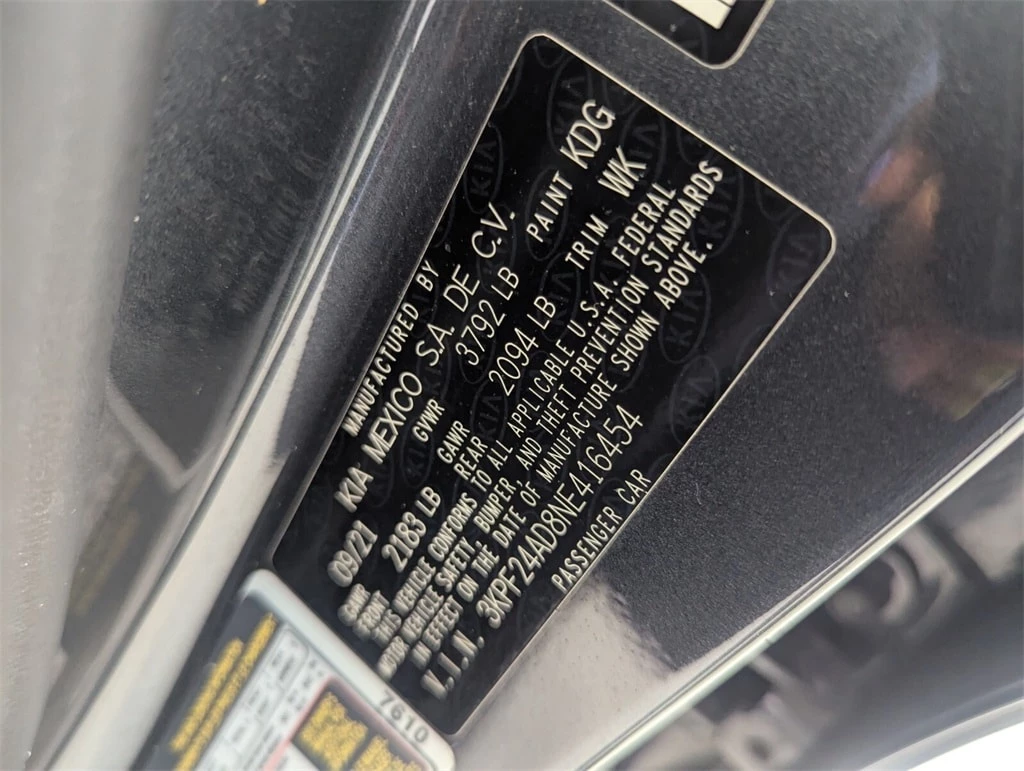 MANUFACTURED BY
09/21 KIA MEXICO S.A. DE C.V.
GVWR 3792 LB
GAWR FRONT 2183 LB GAWR REAR 2094 LB PAINT KDG
TRIM WK
THIS VEHICLE CONFORMS TO ALL APPLICABLE U.S.A. FEDERAL
MOTOR VEHICLE SAFETY, BUMPER, AND THEFT PREVENTION STANDARDS
IN EFFECT ON THE DATE OF MANUFACTURE SHOWN ABOVE.
V.I.N. 3KPF24AD8NE416454
PASSENGER CAR
7610